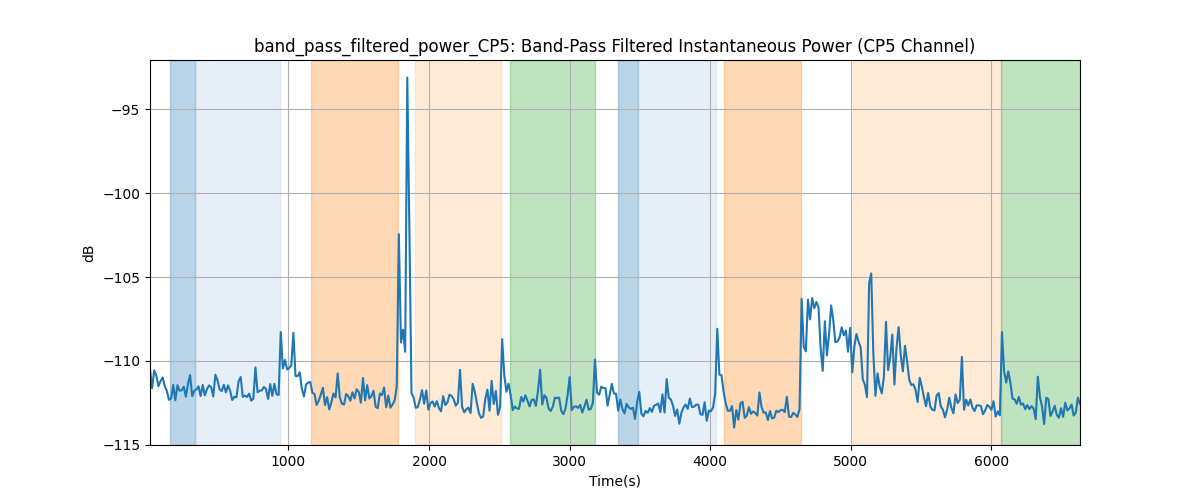 band_pass_filtered_power_CP5: Band-Pass Filtered Instantaneous Power (CP5 Channel)
dB
−95
−100
−105
−110
−115
1000 2000 3000 4000 5000 6000
Time(s)